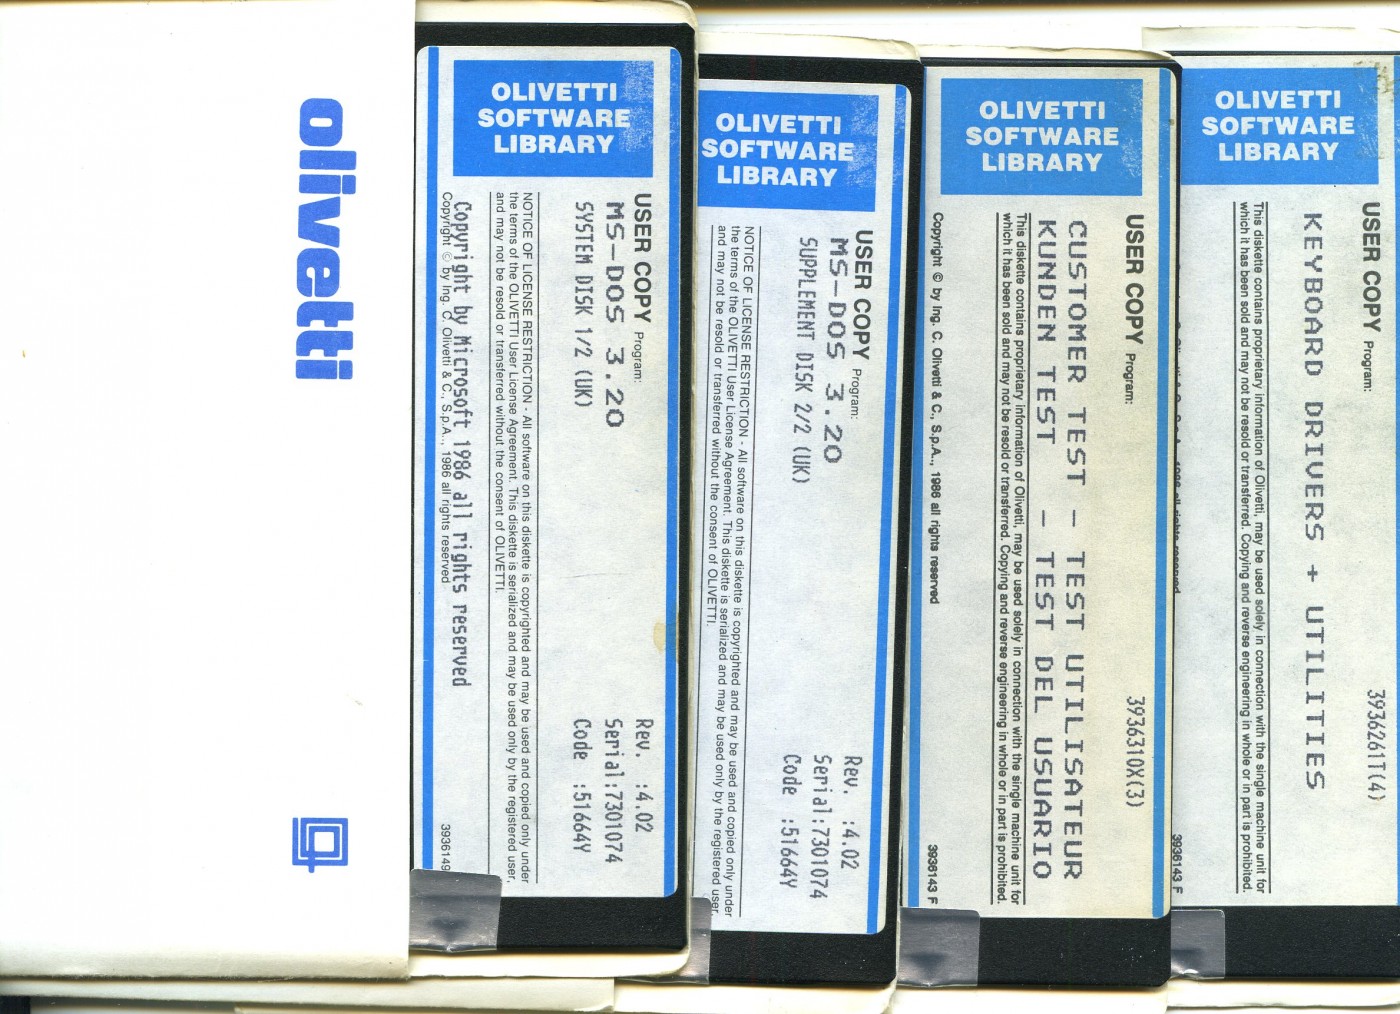 olivetti
OLIVETTI
SOFTWARE
LIBRARY
USER COPY Program:
MS-DOS 3.20
SYSTEM DISK 1/2 (UK)
Rev. :4.02
Serial:7301074
Code :51664Y
NOTICE OF LICENSE RESTRICTION - All software on this diskette is copyrighted and may be used and copied only under
the terms of the OLIVETTI User License Agreement. This diskette is serialized and may be used only by the registered user,
and may not be resold or transferred without the consent of OLIVETTI.
Copyright by Microsoft 1986 all rights reserved
Copyright © by Ing. C. Olivetti & C., S.p.A., 1986 all rights reserved
3936149
OLIVETTI
SOFTWARE
LIBRARY
USER COPY Program:
MS-DOS 3.20
SUPPLEMENT DISK 2/2 (UK)
Rev. :4.02
Serial:7301074
Code :51664Y
NOTICE OF LICENSE RESTRICTION - All software on this diskette is copyrighted and may be used and copied only under
the terms of the OLIVETTI User License Agreement. This diskette is serialized and may be used only by the registered user,
and may not be resold or transferred without the consent of OLIVETTI.
OLIVETTI
SOFTWARE
LIBRARY
USER COPY Program:
3936310X(3)
CUSTOMER TEST - TEST UTILISATEUR
KUNDEN TEST - TEST DEL USUARIO
This diskette contains proprietary information of Olivetti, may be used solely in connection with the single machine unit for
which it has been sold and may not be resold or transferred. Copying and reverse engineering in whole or in part is prohibited.
Copyright © by Ing. C. Olivetti & C., S.p.A., 1986 all rights reserved
3936143 F
OLIVETTI
SOFTWARE
LIBRARY
USER COPY Program:
3936261T(4)
KEYBOARD DRIVERS + UTILITIES
This diskette contains proprietary information of Olivetti, may be used solely in connection with the single machine unit for
which it has been sold and may not be resold or transferred. Copying and reverse engineering in whole or in part is prohibited.
3936143 F